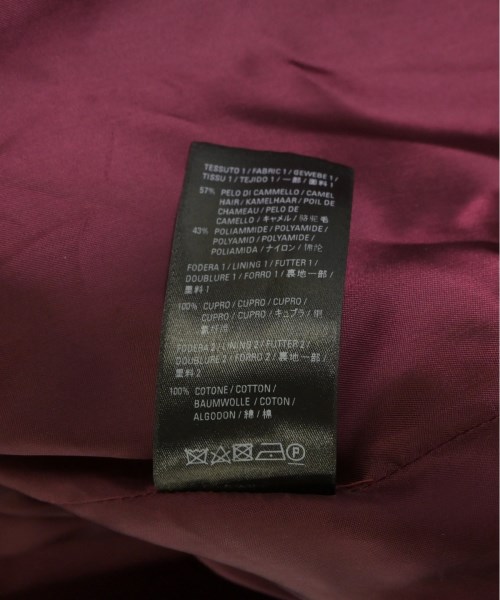 TESSUTO 1 / FABRIC 1 / GEWEBE 1 /
TISSU 1 / TEJIDO 1 / 一部 / 面料 1
57% PELO DI CAMMELLO / CAMEL
HAIR / KAMELHAAR / POIL DE
CHAMEAU / PELO DE
CAMELLO / キャメル / 骆驼毛
43% POLIAMMIDE / POLYAMIDE /
POLYAMID / POLYAMIDE /
POLIAMIDA / ナイロン / 锦纶
FODERA 1 / LINING 1 / FUTTER 1 /
DOUBLURE 1 / FORRO 1 / 裏地一部 /
里料 1
100% CUPRO / CUPRO / CUPRO /
CUPRO / CUPRO / キュプラ /
FODERA 2 / LINING 2 / FUTTER 2 /
DOUBLURE 2 / FORRO 2 / 裏地一部 /
里料 2
100% COTONE / COTTON /
BAUMWOLLE / COTON /
ALGODON / 綿 / 棉
P